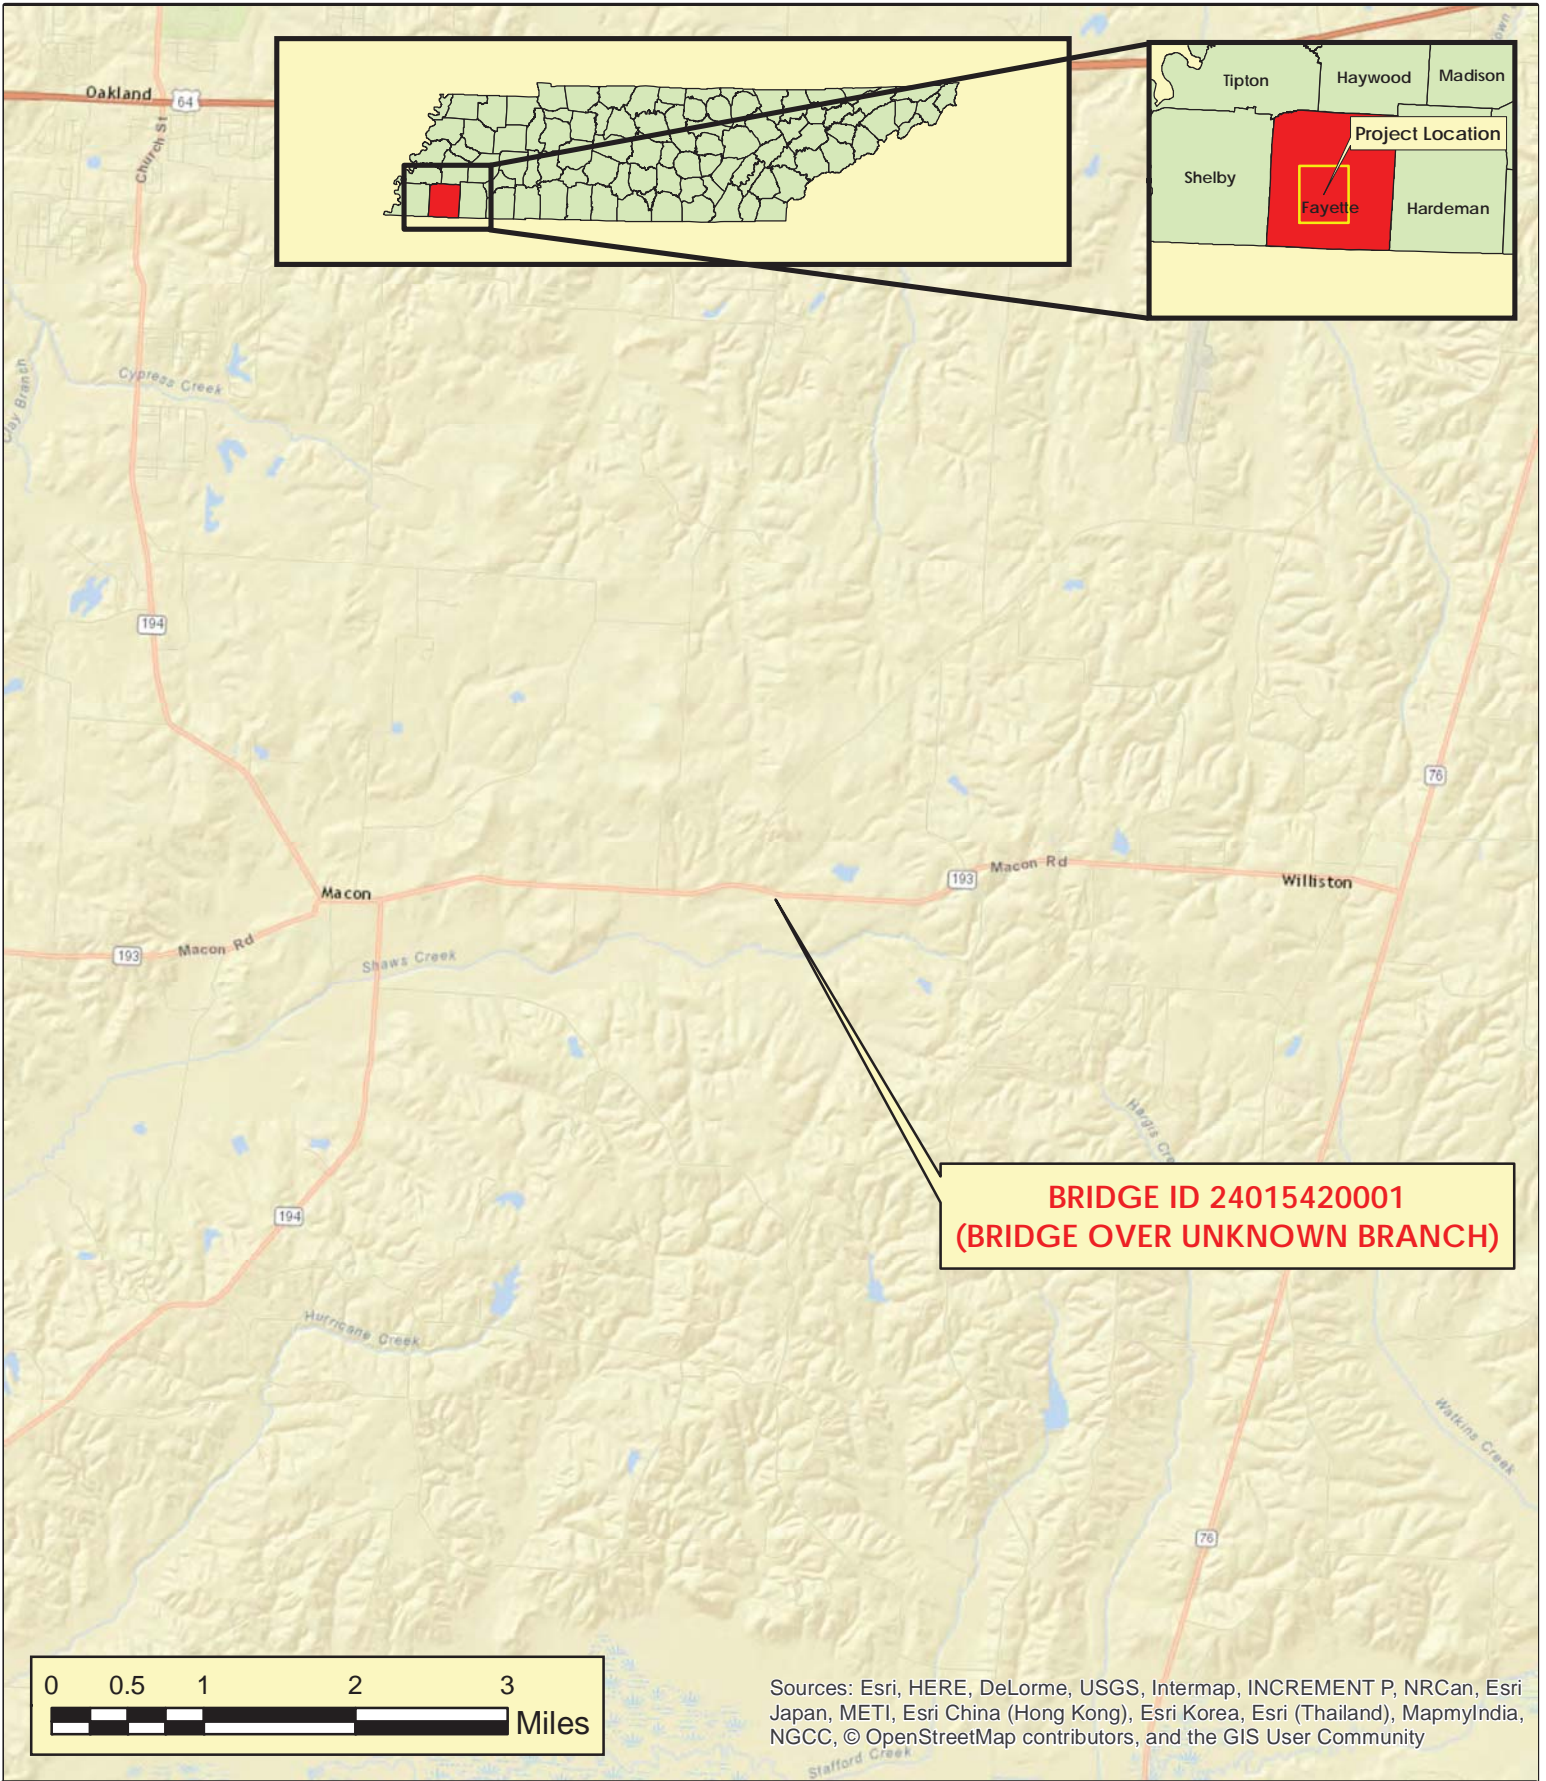 Oakland
64
Church St
Tipton
Haywood
Madison
Project Location
Shelby
Fayette
Hardeman
Clay Branch
Cypress Creek
194
76
Macon
193
Macon Rd
Williston
193
Macon Rd
Shaws Creek
Hargis Cre
BRIDGE ID 24015420001
(BRIDGE OVER UNKNOWN BRANCH)
194
Hurricane Creek
Watkins Creek
76
0 0.5 1 2 3
Miles
Sources: Esri, HERE, DeLorme, USGS, Intermap, INCREMENT P, NRCan, Esri
Japan, METI, Esri China (Hong Kong), Esri Korea, Esri (Thailand), MapmyIndia,
NGCC, © OpenStreetMap contributors, and the GIS User Community
Stafford Creek